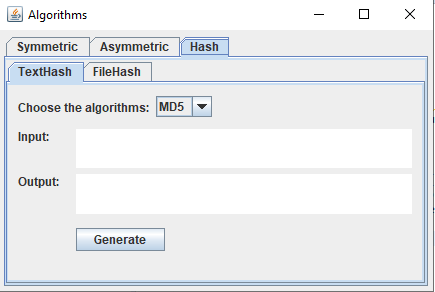 Algorithms
Symmetric Asymmetric Hash
TextHash FileHash
Choose the algorithms: MD5
Input:
Output:
Generate